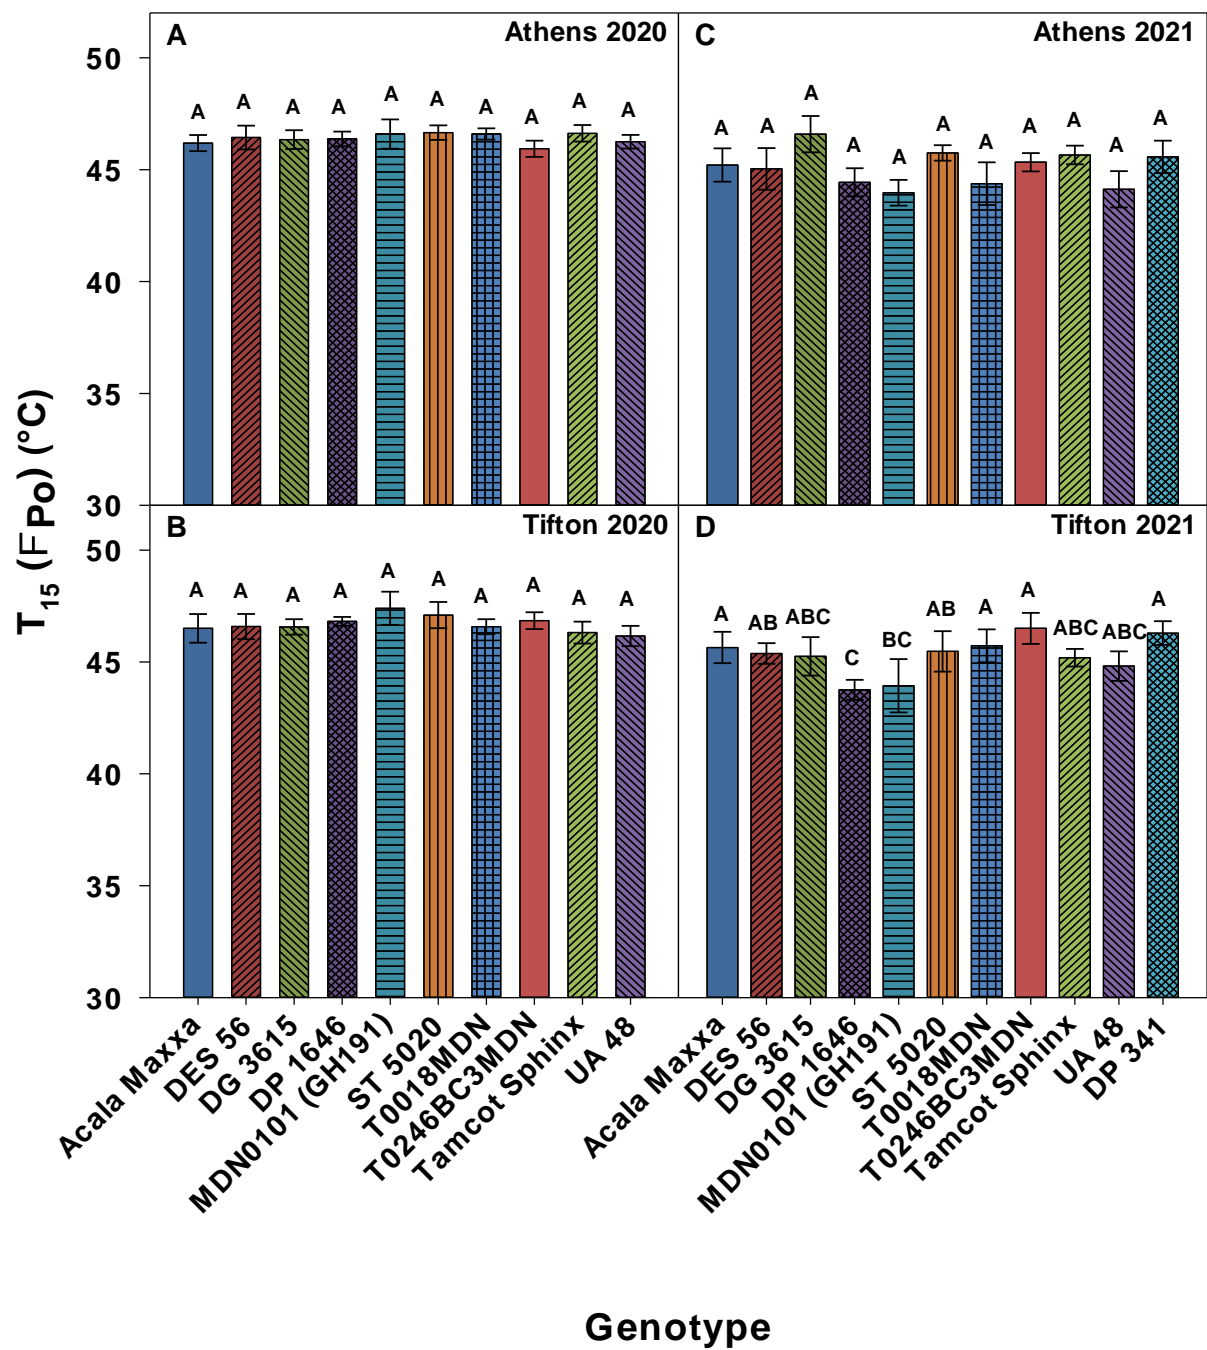 T15 (FPo) (°C)
A
Athens 2020
50
45
40
35
30
A A A A A A A A A A
C
Athens 2021
A A A A A A A A A A A
B
Tifton 2020
50
45
40
35
30
A A A A A A A A A A
D
Tifton 2021
A AB ABC C BC AB A A ABC ABC A
Acala Maxxa
DES 56
DG 3615
DP 1646
MDN0101 (GH191)
ST 5020
T0018MDN
T0246BC3MDN
Tamcot Sphinx
UA 48
Acala Maxxa
DES 56
DG 3615
DP 1646
MDN0101 (GH191)
ST 5020
T0018MDN
T0246BC3MDN
Tamcot Sphinx
UA 48
DP 341
Genotype